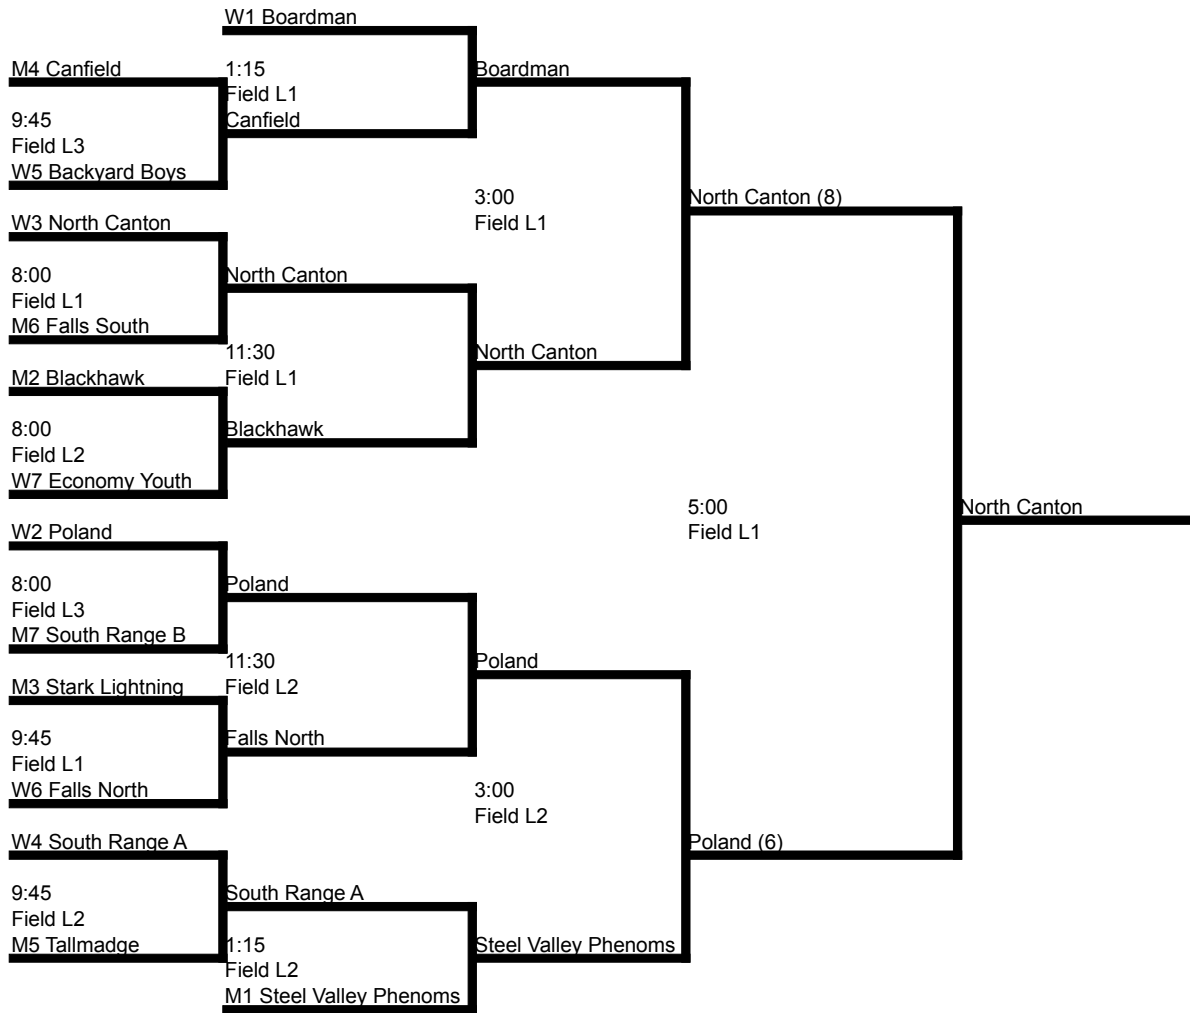 W1 Boardman
M4 Canfield
1:15
Field L1
Canfield
Boardman
9:45
Field L3
W5 Backyard Boys
3:00
Field L1
North Canton (8)
W3 North Canton
8:00
Field L1
M6 Falls South
North Canton
11:30
Field L1
North Canton
M2 Blackhawk
8:00
Field L2
W7 Economy Youth
Blackhawk
5:00
Field L1
North Canton
W2 Poland
8:00
Field L3
M7 South Range B
Poland
11:30
Field L2
Poland
M3 Stark Lightning
9:45
Field L1
W6 Falls North
Falls North
3:00
Field L2
Poland (6)
W4 South Range A
9:45
Field L2
M5 Tallmadge
South Range A
1:15
Field L2
M1 Steel Valley Phenoms
Steel Valley Phenoms